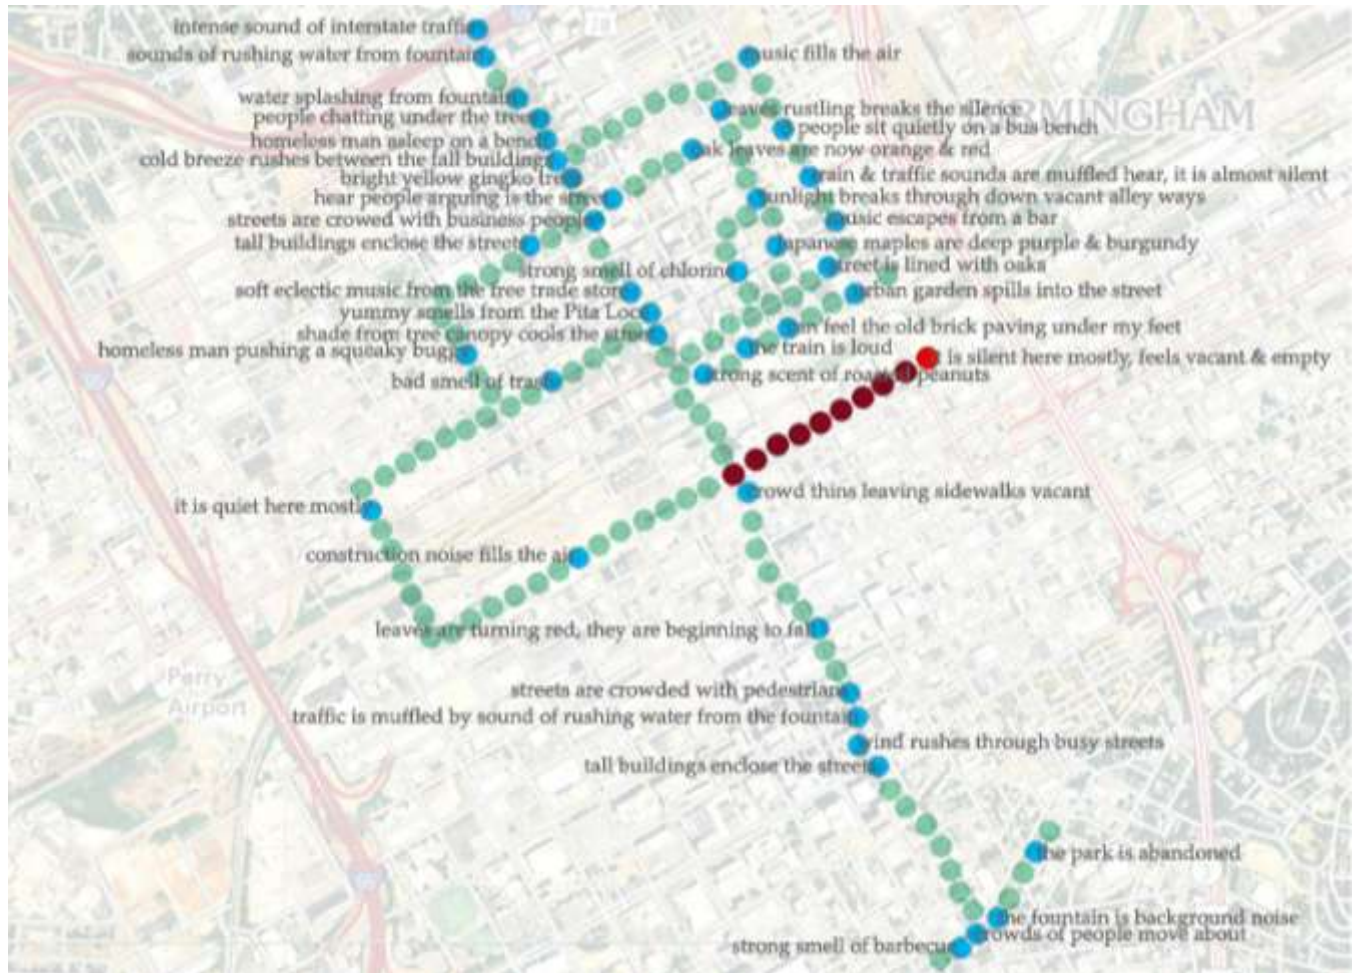 intense sound of interstate traffic
sounds of rushing water from fountain
music fills the air
water splashing from fountain
people chatting under the trees
leaves rustling breaks the silence
RMINGHAM
people sit quietly on a bus bench
homeless man asleep on a bench
oak leaves are now orange & red
cold breeze rushes between the tall buildings
bright yellow gingko tree
train & traffic sounds are muffled hear, it is almost silent
hear people arguing is the street
sunlight breaks through down vacant alley ways
streets are crowed with business people
music escapes from a bar
tall buildings enclose the streets
Japanese maples are deep purple & burgundy
strong smell of chlorine
street is lined with oaks
soft eclectic music from the free trade store
urban garden spills into the street
yummy smells from the Pita Loco
shade from tree canopy cools the street
can feel the old brick paving under my feet
homeless man pushing a squeaky buggy
the train is loud
is silent here mostly, feels vacant & empty
bad smell of trash
strong scent of roasted peanuts
crowd thins leaving sidewalks vacant
it is quiet here mostly
construction noise fills the air
leaves are turning red, they are beginning to fall
Perry
Airport
streets are crowded with pedestrians
traffic is muffled by sound of rushing water from the fountain
wind rushes through busy streets
tall buildings enclose the streets
the park is abandoned
the fountain is background noise
crowds of people move about
strong smell of barbecue